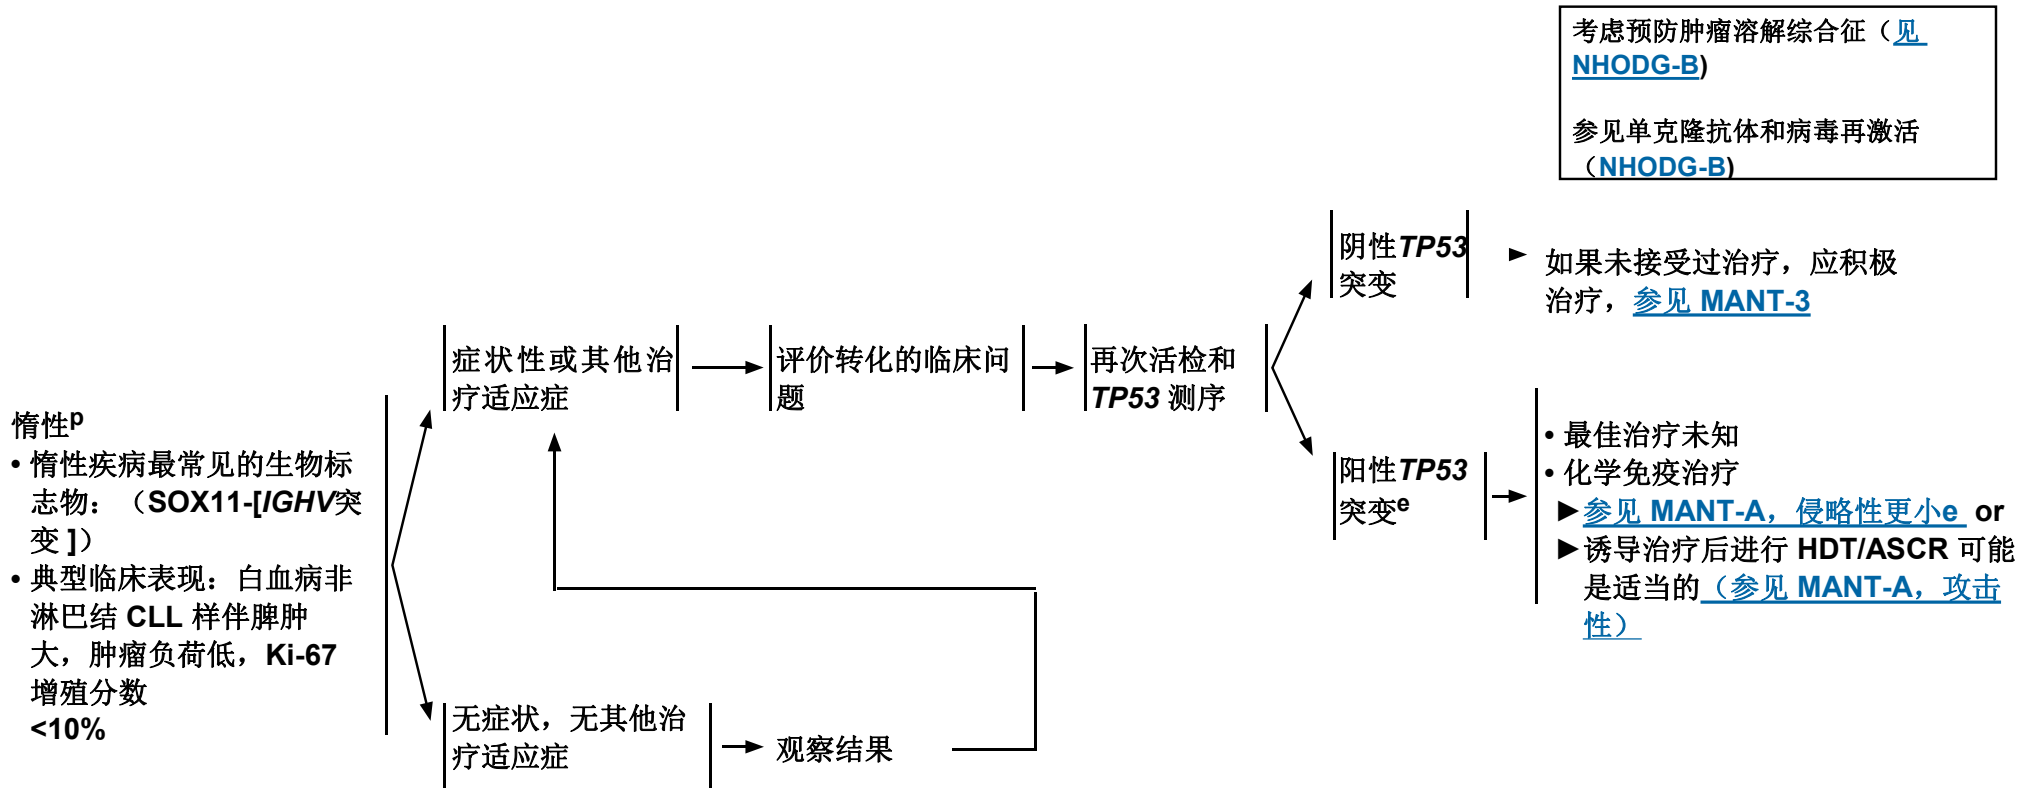 考虑预防肿瘤溶解综合征（见
NHODG-B)
参见单克隆抗体和病毒再激活
（NHODG-B)
惰性p
• 惰性疾病最常见的生物标
志物：（SOX11-[IGHV突
变 ]）
• 典型临床表现：白血病非
淋巴结 CLL 样伴脾肿
大，肿瘤负荷低，Ki-67
增殖分数
<10%
症状性或其他治
疗适应症
评价转化的临床问
题
再次活检和
TP53 测序
阴性TP53
突变
► 如果未接受过治疗，应积极
治疗，参见 MANT-3
阳性TP53
突变e
• 最佳治疗未知
• 化学免疫治疗
►参见 MANT-A，侵略性更小e or
►诱导治疗后进行 HDT/ASCR 可能
是适当的（参见 MANT-A，攻击
性）
无症状，无其他治
疗适应症
观察结果